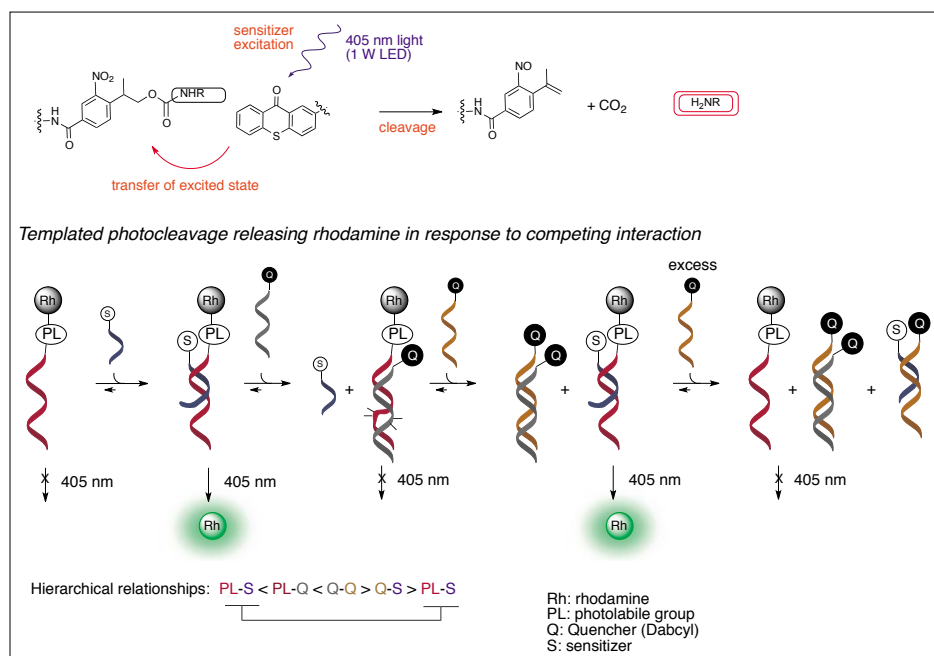 sensitizer
excitation
405 nm light
(1 W LED)
NO2
O
NHR
O
H
N
O
O
S
transfer of excited state
cleavage
NO
H
N
O
+ CO2
H2NR
Templated photocleavage releasing rhodamine in response to competing interaction
excess
Rh
PL
S
Rh
PL
S
Q
S
+
Rh
PL
Q
Q
Q
Q
+
Rh
PL
S
Q
Rh
PL
+
Q
Q
+
S
Q
405 nm
405 nm
405 nm
405 nm
405 nm
Rh
Rh
Hierarchical relationships: PL-S < PL-Q < Q-Q > Q-S > PL-S
Rh: rhodamine
PL: photolabile group
Q: Quencher (Dabcyl)
S: sensitizer